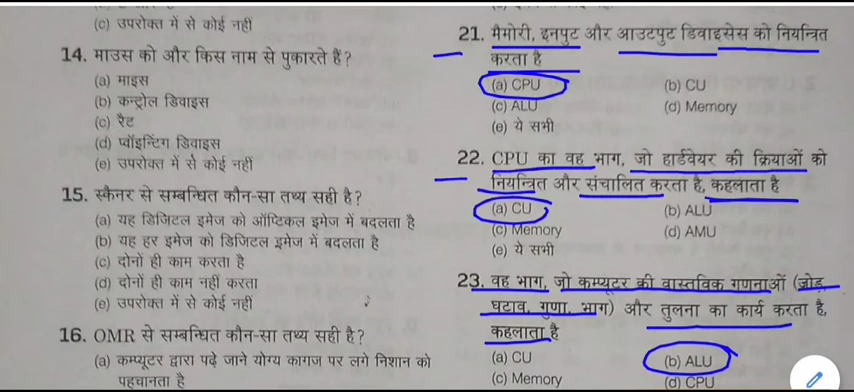 (c) उपरोक्त में से कोई नहीं
14. माउस को और किस नाम से पुकारते हैं?
(a) माइस
(b) कन्ट्रोल डिवाइस
(c) रैट
(d) प्वॉइन्टिंग डिवाइस
(e) उपरोक्त में से कोई नहीं
15. स्कैनर से सम्बन्धित कौन-सा तथ्य सही है?
(a) यह डिजिटल इमेज को ऑप्टिकल इमेज में बदलता है
(b) यह हर इमेज को डिजिटल इमेज में बदलता है
(c) दोनों ही काम करता है
(d) दोनों ही काम नहीं करता
(e) उपरोक्त में से कोई नहीं
16. OMR से सम्बन्धित कौन-सा तथ्य सही है?
(a) कम्प्यूटर द्वारा पढ़े जाने योग्य कागज पर लगे निशान को
पहचानता है
21. मैमोरी, इनपुट और आउटपुट डिवाइसेस को नियन्त्रित
करता है
(a) CPU (b) CU
(c) ALU (d) Memory
(e) ये सभी
22. CPU का वह भाग, जो हार्डवेयर की क्रियाओं को
नियन्त्रित और संचालित करता है, कहलाता है
(a) CU (b) ALU
(c) Memory (d) AMU
(e) ये सभी
23. वह भाग, जो कम्प्यूटर की वास्तविक गणनाओं (जोड़,
घटाव, गुणा, भाग) और तुलना का कार्य करता है,
कहलाता है
(a) CU (b) ALU
(c) Memory (d) CPU